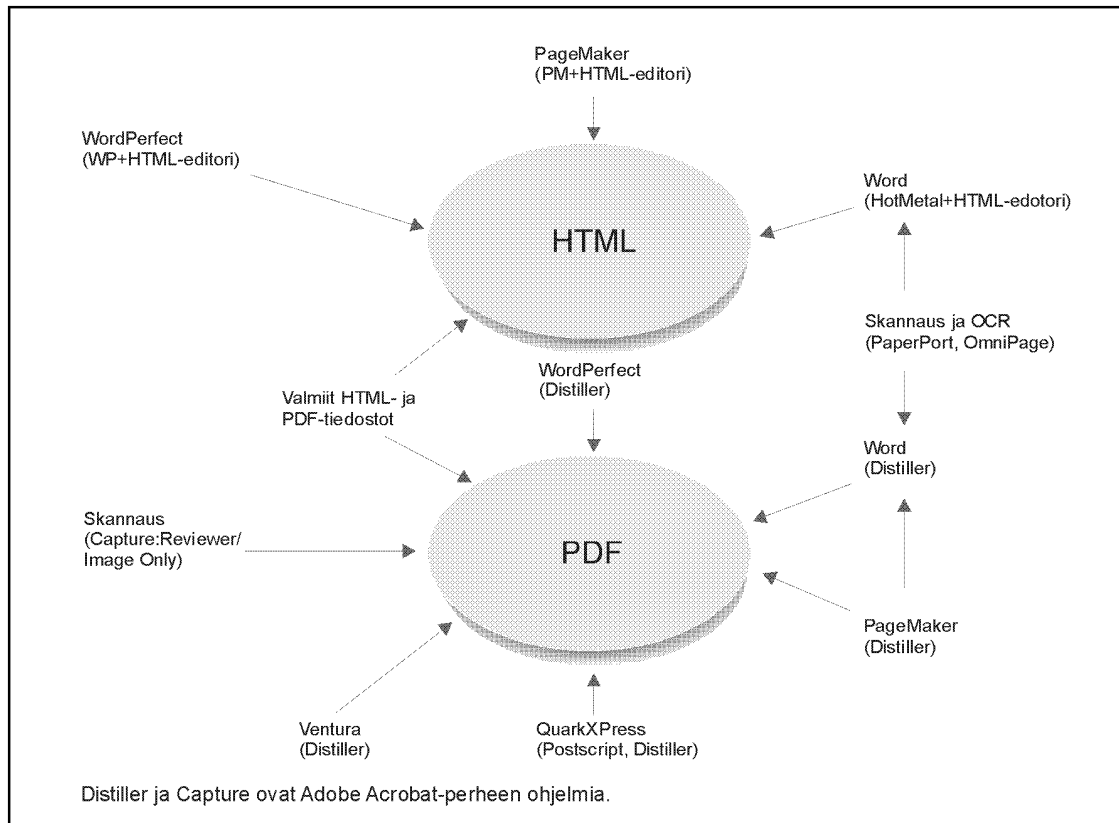 PageMaker
(PM+HTML-editori)
WordPerfect
(WP+HTML-editori)
Word
(HotMetal+HTML-edotori)
HTML
Skannaus ja OCR
(PaperPort, OmniPage)
WordPerfect
(Distiller)
Valmiit HTML- ja
PDF-tiedostot
Word
(Distiller)
Skannaus
(Capture:Reviewer/
Image Only)
PDF
PageMaker
(Distiller)
Ventura
(Distiller)
QuarkXPress
(Postscript, Distiller)
Distiller ja Capture ovat Adobe Acrobat-perheen ohjelmia.